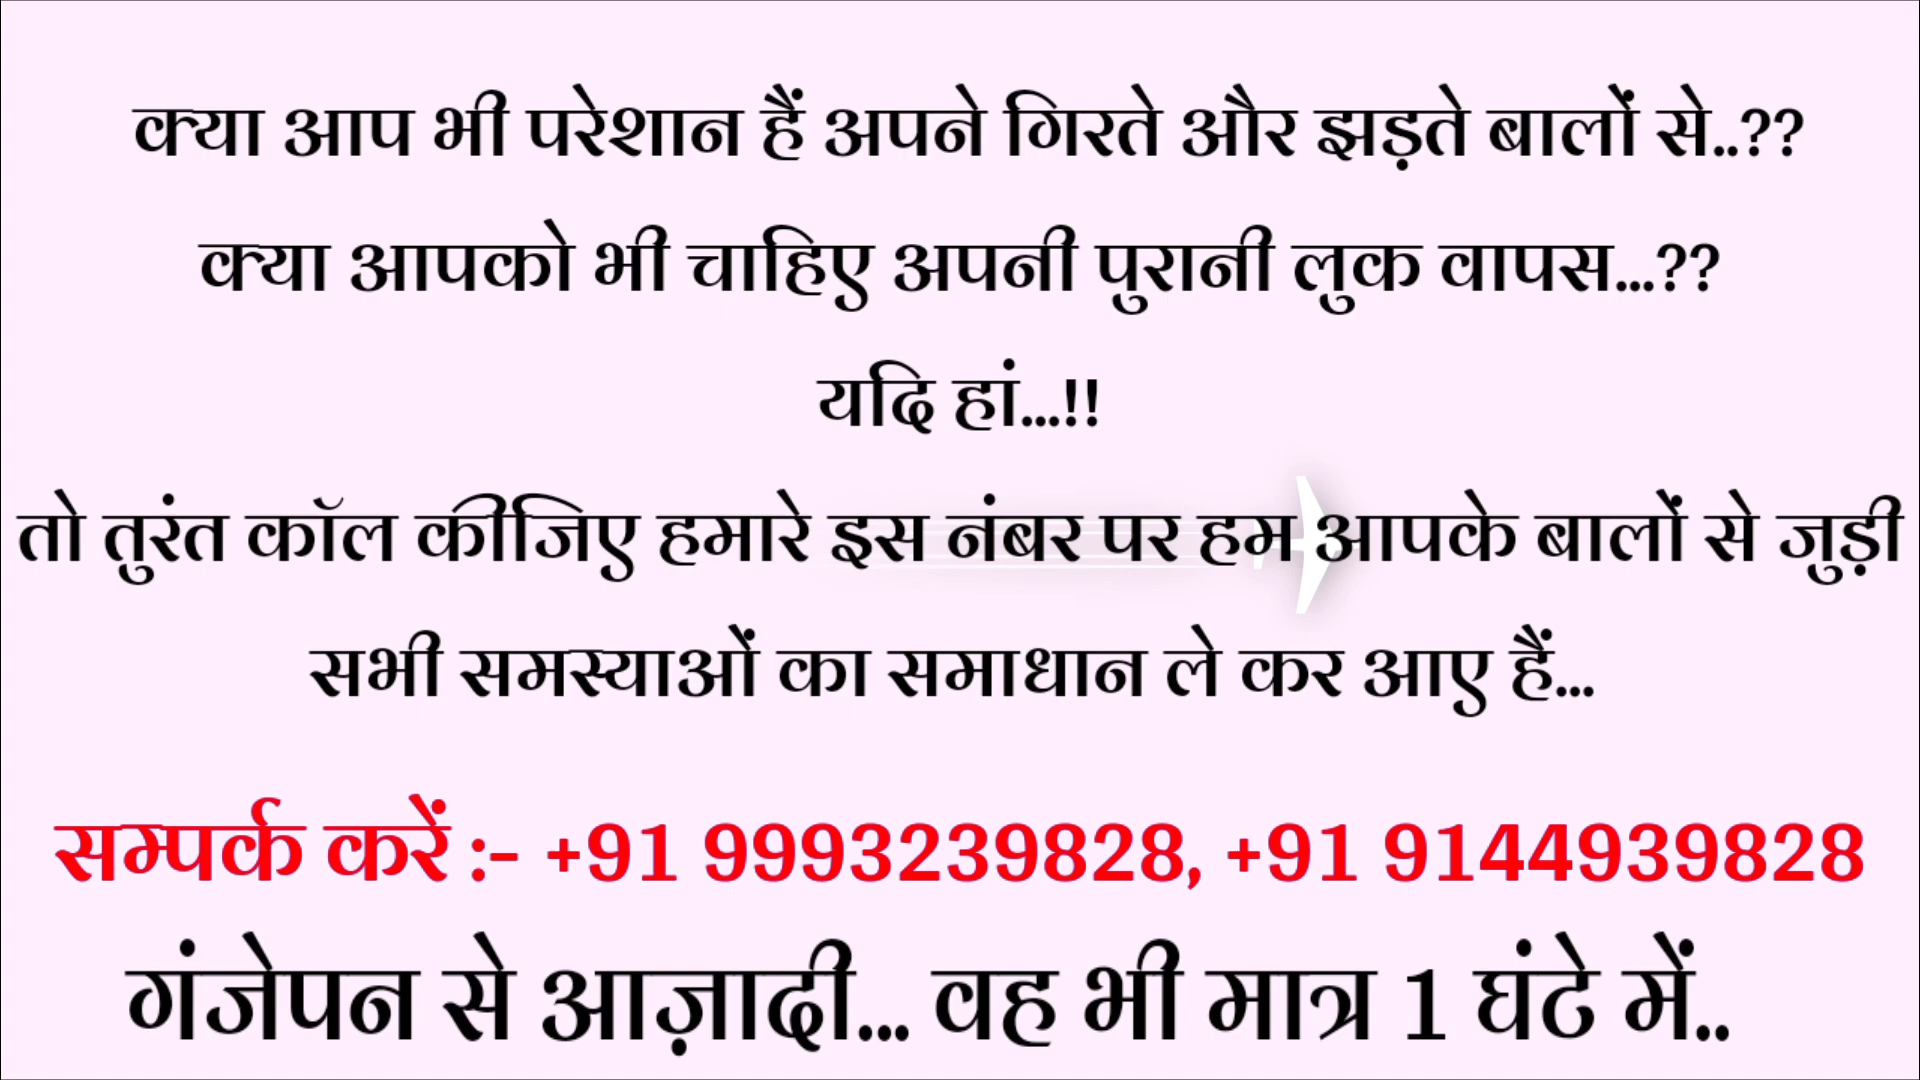 क्या आप भी परेशान हैं अपने गिरते और झड़ते बालों से..??
क्या आपको भी चाहिए अपनी पुरानी लुक वापस...??
यदि हां...!!
तो तुरंत कॉल कीजिए हमारे इस नंबर पर हम आपके बालों से जुड़ी
सभी समस्याओं का समाधान ले कर आए हैं...
सम्पर्क करें :- +91 9993239828, +91 9144939828
गंजेपन से आज़ादी... वह भी मात्र 1 घंटे में..